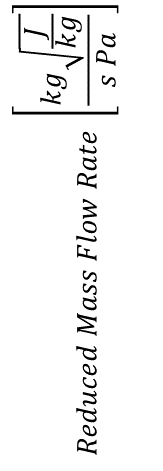 Reduced Mass Flow Rate [kg√(J/kg) / (s Pa)]